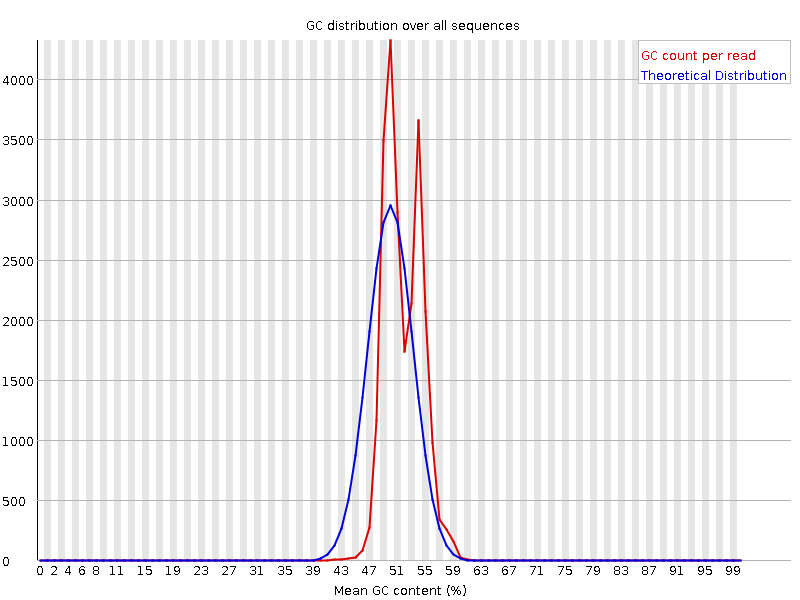 GC distribution over all sequences
GC count per read
Theoretical Distribution
4000
3500
3000
2500
2000
1500
1000
500
0
0 2 4 6 8 11 15 19 23 27 31 35 39 43 47 51 55 59 63 67 71 75 79 83 87 91 95 99
Mean GC content (%)